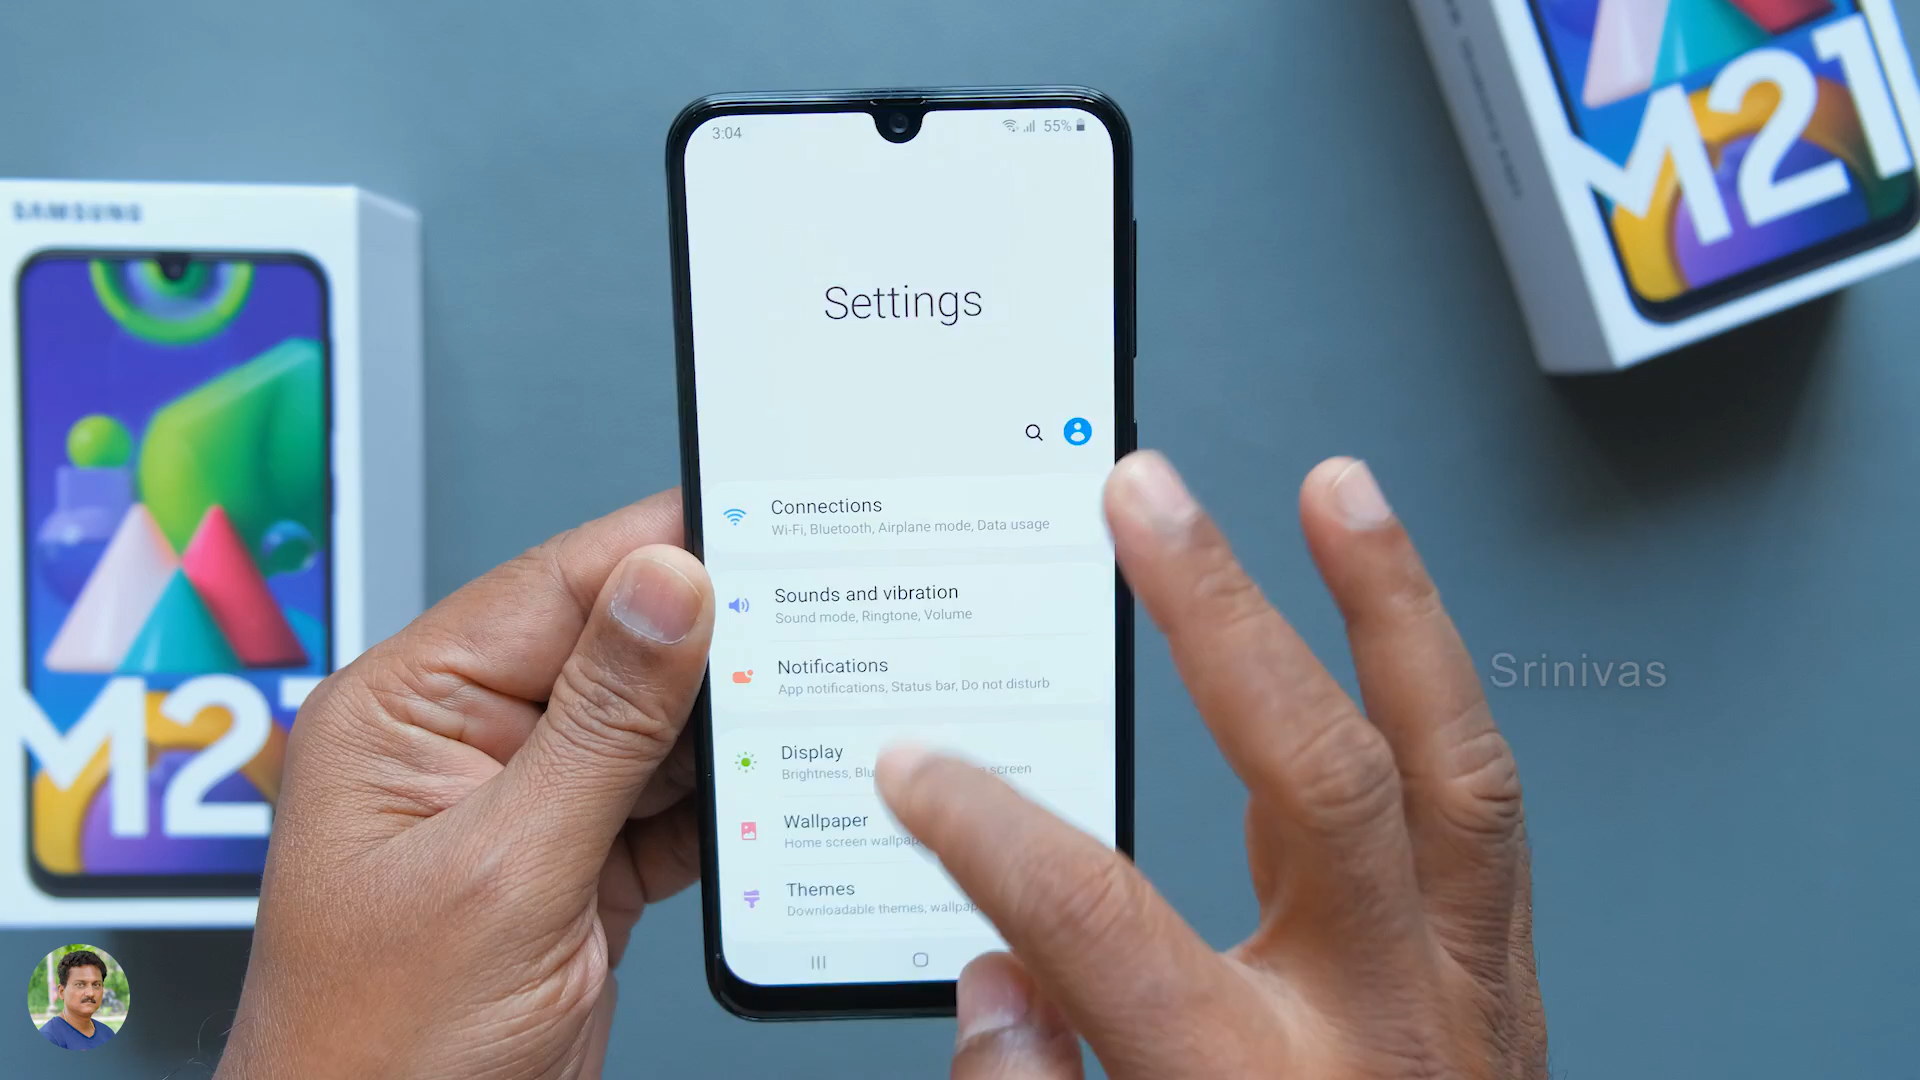 SAMSUNG
M21
M21
3:04
55%
Settings
Connections
Wi-Fi, Bluetooth, Airplane mode, Data usage
Sounds and vibration
Sound mode, Ringtone, Volume
Notifications
App notifications, Status bar, Do not disturb
Display
Brightness, screen
Wallpaper
Home screen
Themes
Downloadable themes,
Srinivas